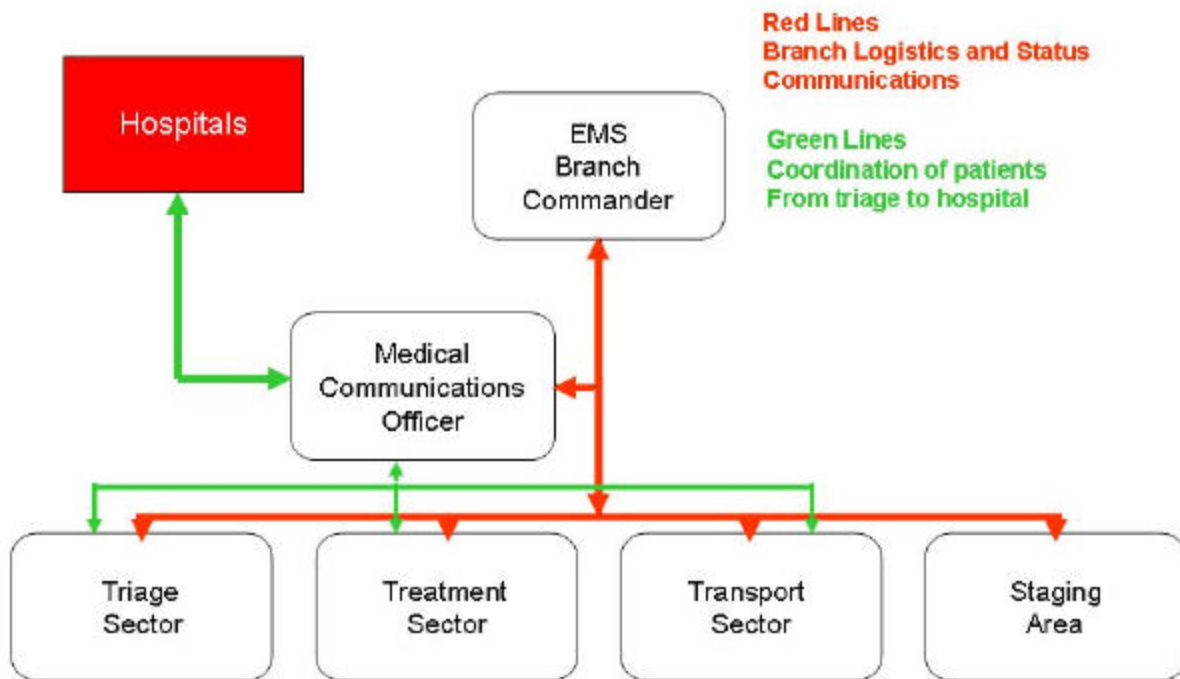 Red Lines
Branch Logistics and Status
Communications
Hospitals
EMS
Branch
Commander
Green Lines
Coordination of patients
From triage to hospital
Medical
Communications
Officer
Triage
Sector
Treatment
Sector
Transport
Sector
Staging
Area